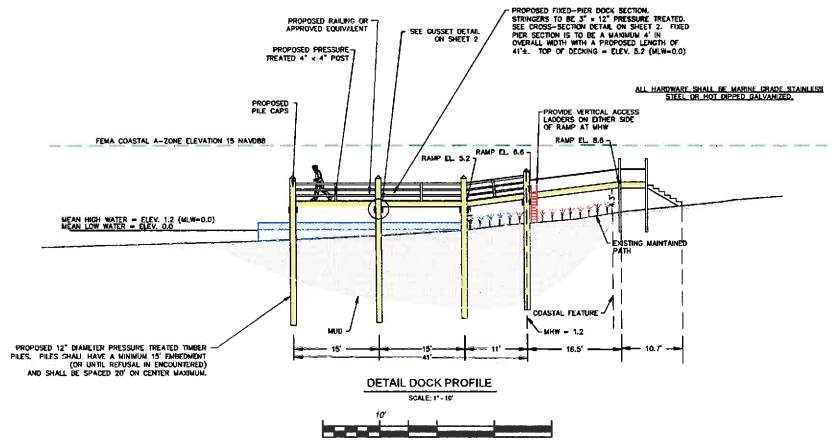 PROPOSED FIXED-PIER DOCK SECTION.
STRINGERS TO BE 3" x 12" PRESSURE TREATED.
SEE CROSS-SECTION DETAIL ON SHEET 2. FIXED
PIER SECTION IS TO BE A MAXIMUM 4' IN
OVERALL WIDTH WITH A PROPOSED LENGTH OF
41'±. TOP OF DECKING = ELEV. 5.2 (MLW=0.0)
PROPOSED RAILING OR
APPROVED EQUIVALENT
SEE GUSSET DETAIL
ON SHEET 2
PROPOSED PRESSURE
TREATED 4" x 4" POST
ALL HARDWARE SHALL BE MARINE GRADE STAINLESS
STEEL OR HOT DIPPED GALVANIZED.
PROPOSED
PILE CAPS
PROVIDE VERTICAL ACCESS
LADDERS ON EITHER SIDE
OF RAMP AT MHW
FEMA COASTAL A-ZONE ELEVATION 15 NAVD88
RAMP EL. 8.6
RAMP EL. 6.6
RAMP EL. 5.2
5'
MEAN HIGH WATER = ELEV. 1.2 (MLW=0.0)
MEAN LOW WATER = ELEV. 0.0
EXISTING MAINTAINED
PATH
COASTAL FEATURE
MUD
MHW = 1.2
PROPOSED 12" DIAMETER PRESSURE TREATED TIMBER
PILES. PILES SHALL HAVE A MINIMUM 15' EMBEDMENT
(OR UNTIL REFUSAL IN ENCOUNTERED)
AND SHALL BE SPACED 20' ON CENTER MAXIMUM.
15' 15' 11' 16.5' 10.7'
41'
DETAIL DOCK PROFILE
SCALE: 1" - 10'
10'